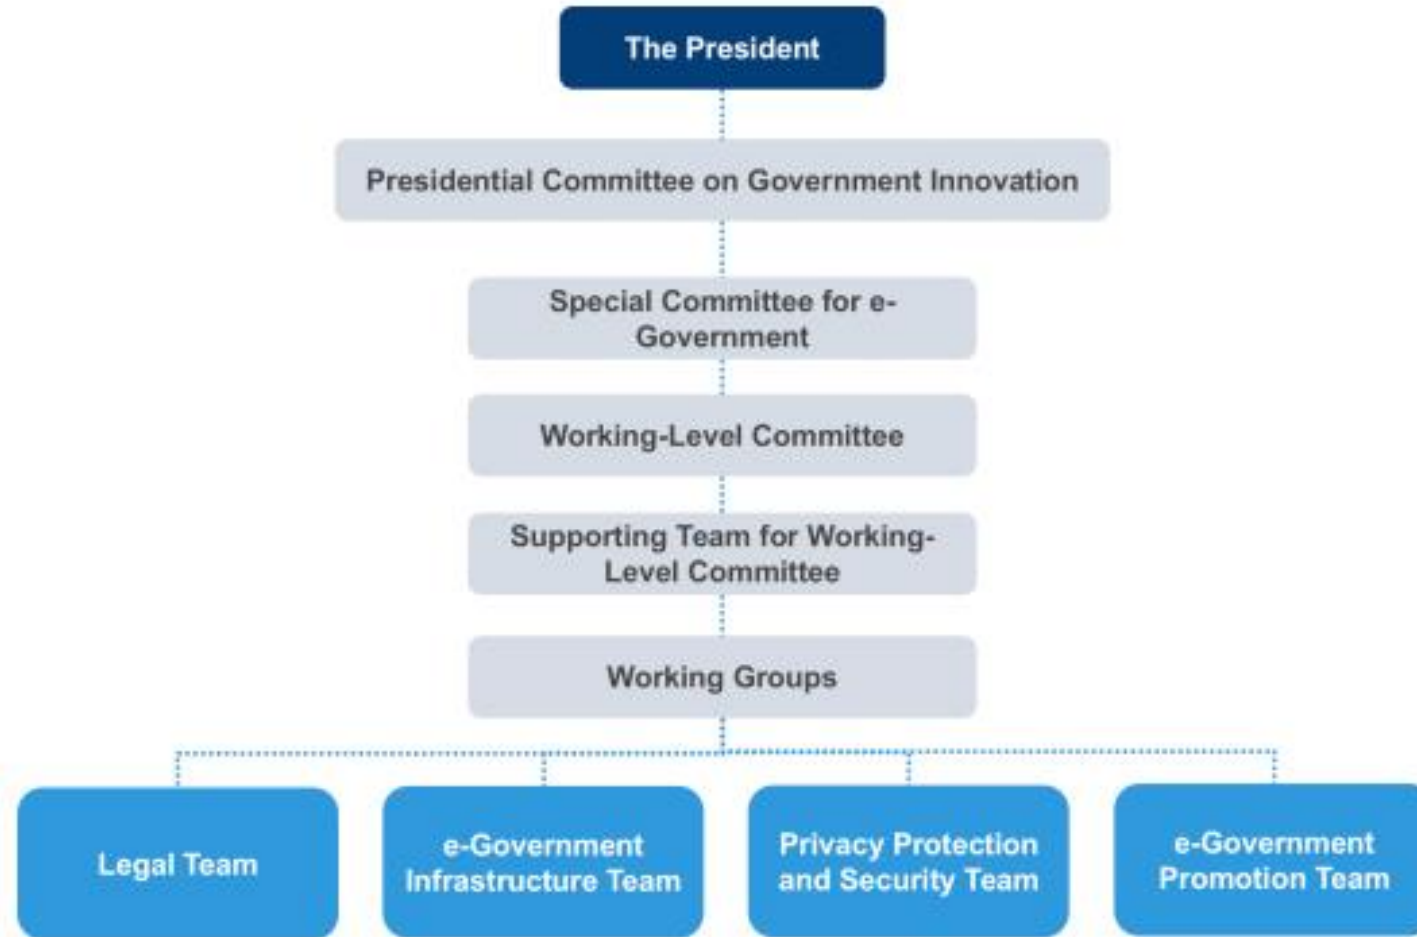 The President
Presidential Committee on Government Innovation
Special Committee for e-
Government
Working-Level Committee
Supporting Team for Working-
Level Committee
Working Groups
Legal Team
e-Government
Infrastructure Team
Privacy Protection
and Security Team
e-Government
Promotion Team